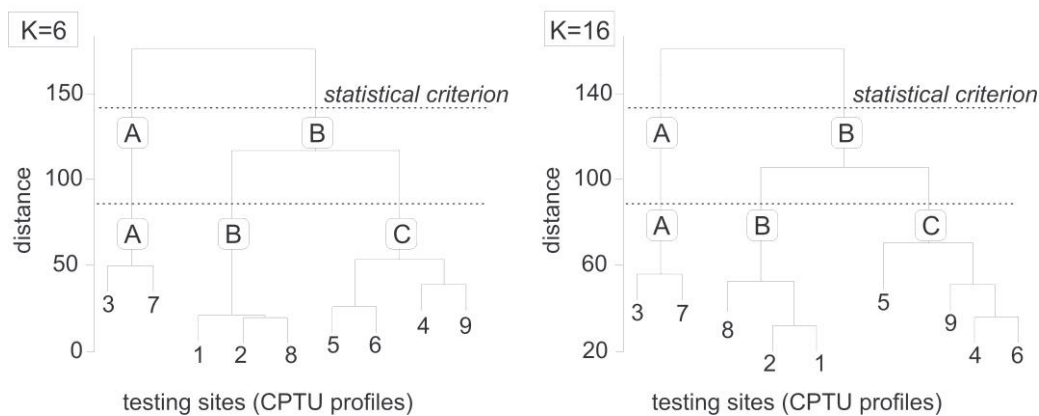 K=6
150
100
50
0
distance
statistical criterion
A
B
A
B
C
3
7
1
2
8
5
6
4
9
testing sites (CPTU profiles)
K=16
140
100
60
20
distance
statistical criterion
A
B
A
B
C
3
7
8
2
1
5
9
4
6
testing sites (CPTU profiles)